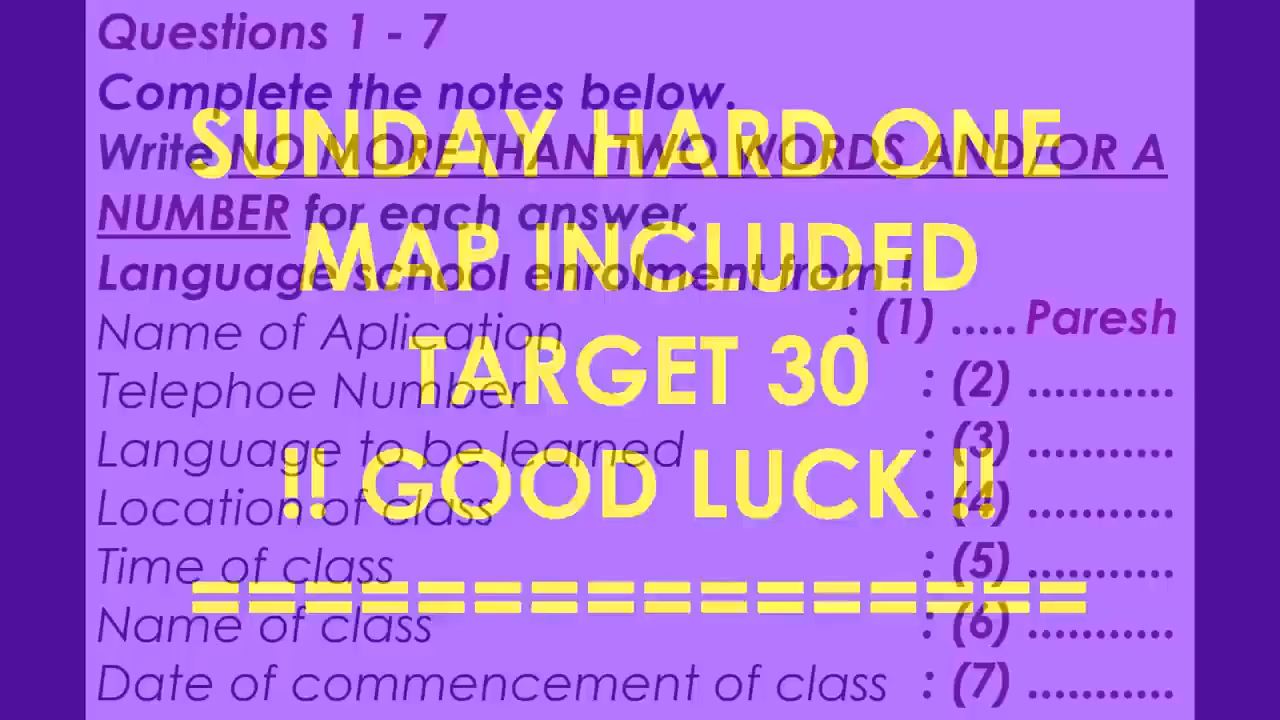 Questions 1 - 7
Complete the notes below.
SUNDAY HARD ONE
Write NO MORE THAN TWO WORDS AND/OR A
NUMBER for each answer.
MAP INCLUDED
Language school enrolment from !
Name of Aplication : (1) ..... Paresh
TARGET 30
Telephoe Number : (2) ...........
Language to be learned : (3) ...........
!! GOOD LUCK !!
Location of class : (4) ...........
Time of class : (5) ...........
================
Name of class : (6) ...........
Date of commencement of class : (7) ...........